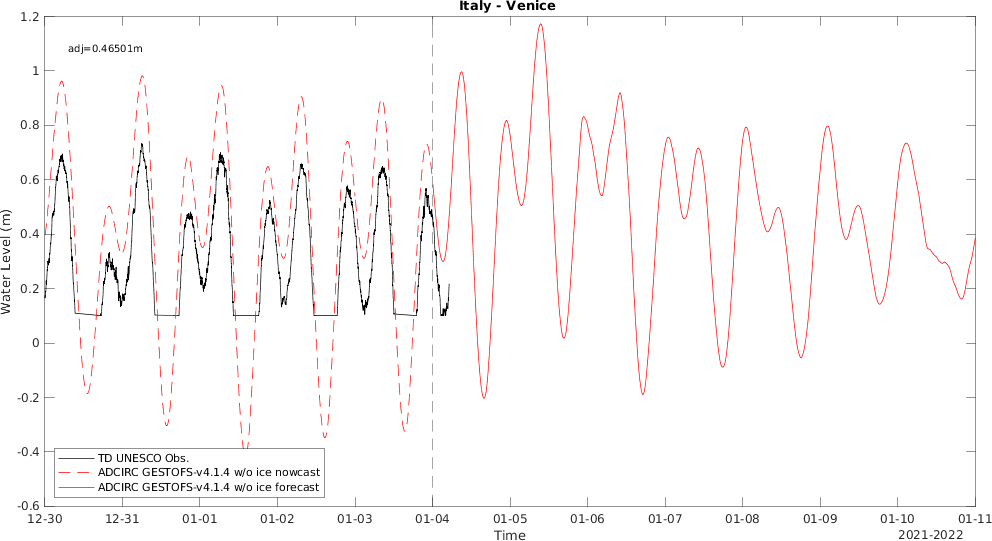 Italy - Venice
adj=0.46501m
Water Level (m)
1.2
1
0.8
0.6
0.4
0.2
0
-0.2
-0.4
-0.6
TD UNESCO Obs.
ADCIRC GESTOFS-v4.1.4 w/o ice nowcast
ADCIRC GESTOFS-v4.1.4 w/o ice forecast
12-30 12-31 01-01 01-02 01-03 01-04 01-05 01-06 01-07 01-08 01-09 01-10 01-11
Time
2021-2022